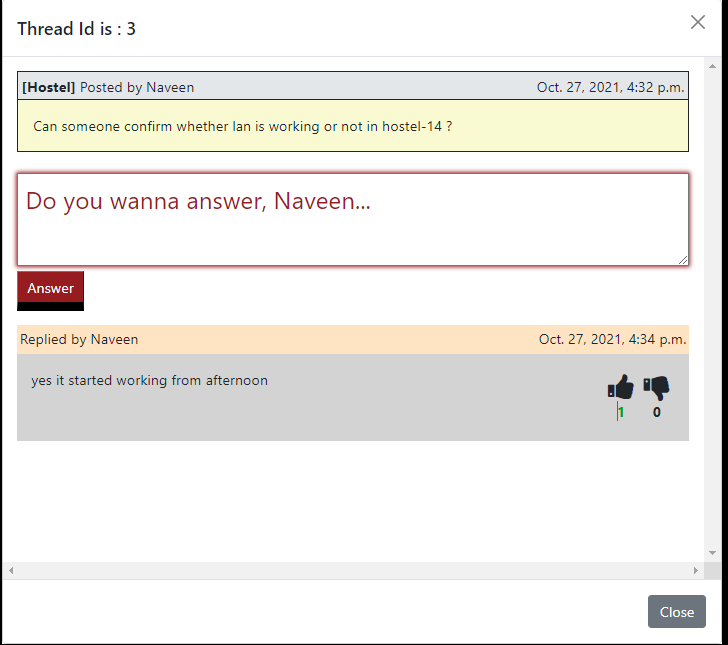 Thread Id is : 3
[Hostel] Posted by Naveen Oct. 27, 2021, 4:32 p.m.
Can someone confirm whether lan is working or not in hostel-14 ?
Do you wanna answer, Naveen...
Answer
Replied by Naveen Oct. 27, 2021, 4:34 p.m.
yes it started working from afternoon
1 0
Close